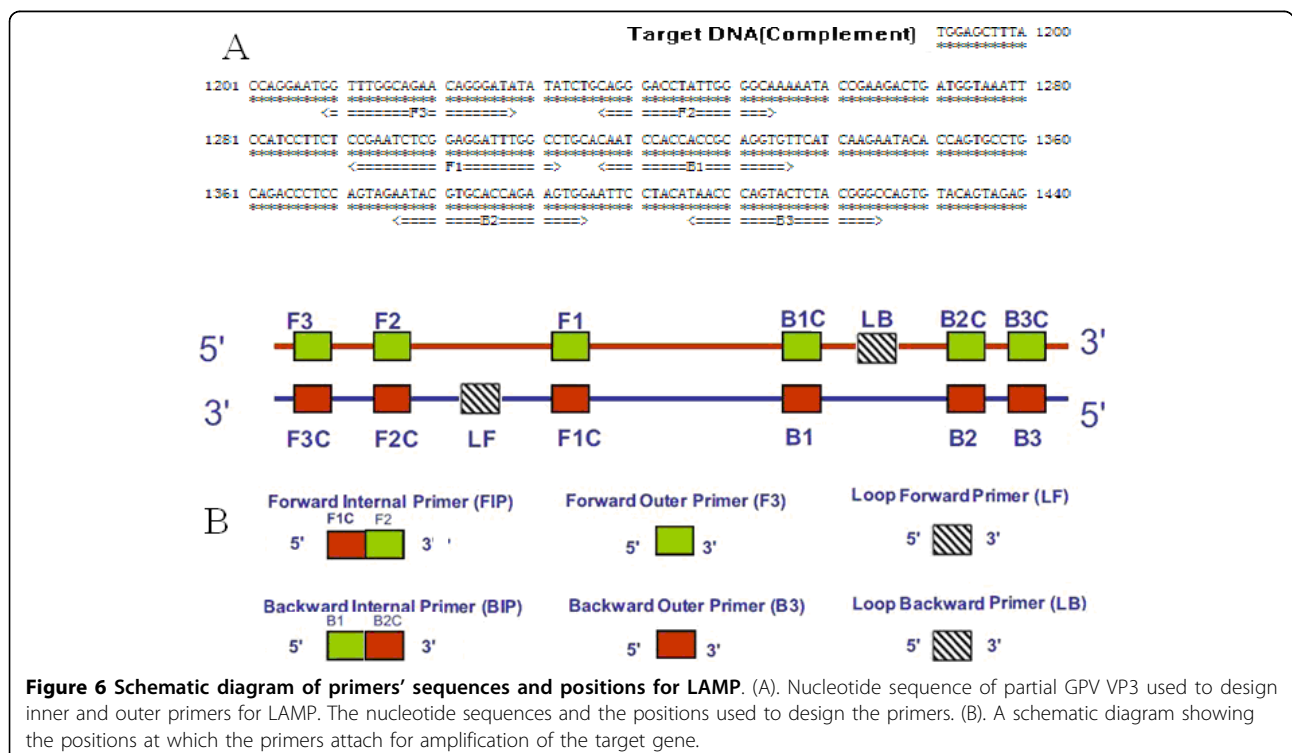 A
Target DNA(Complement) TGGAGCTTTA 1200
**********
1201 CCAGGAATGG TTTGGCAGAA CAGGGATATA TATCTGCAGG GACCTATTGG GGCAAAAATA CCGAAGACTG ATGGTAAATT 1280
********** ********** ********** ********** ********** ********** ********** **********
<= =======F3= =======> <==== =====F2=== ===>
1281 CCATCCTTCT CCGAATCTCG GAGGATTTGG CCTGCACAAT CCACCACCGC AGGTGTTCAT CAAGAATACA CCAGTGCCTG 1360
********** ********** ********** ********** ********** ********** ********** **********
<========= F1======== ==> <==== =====B1=== =====>
1361 CAGACCCTCC AGTAGAATAC GTGCACCAGA AGTGGAATTC CTACATAACC CAGTACTCTA CGGGCCAGTG TACAGTAGAG 1440
********** ********** ********** ********** ********** ********** ********** **********
<==== ====B2==== ====> <==== =====B3==== ====>
F3 F2 F1 B1C LB B2C B3C
5' 3'
3' 5'
F3C F2C LF F1C B1 B2 B3
B
Forward Internal Primer (FIP) Forward Outer Primer (F3) Loop Forward Primer (LF)
F1C F2
5' 3' ' 5' 3' 5' 3'
Backward Internal Primer (BIP) Backward Outer Primer (B3) Loop Backward Primer (LB)
B1 B2C
5' 3' 5' 3' 5' 3'
Figure 6 Schematic diagram of primers' sequences and positions for LAMP. (A). Nucleotide sequence of partial GPV VP3 used to design
inner and outer primers for LAMP. The nucleotide sequences and the positions used to design the primers. (B). A schematic diagram showing
the positions at which the primers attach for amplification of the target gene.